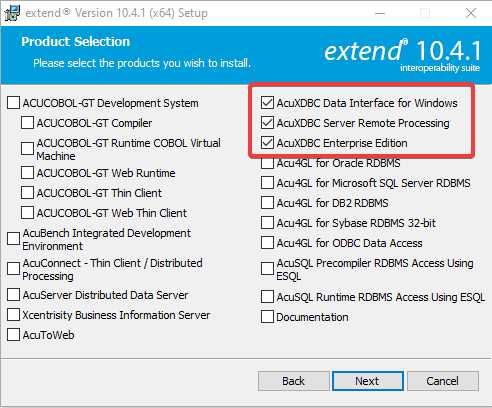 extend® Version 10.4.1 (x64) Setup
Product Selection
Please select the products you wish to install.
extend® 10.4.1
interoperability suite
ACUCOBOL-GT Development System
ACUCOBOL-GT Compiler
ACUCOBOL-GT Runtime COBOL Virtual
Machine
ACUCOBOL-GT Web Runtime
ACUCOBOL-GT Thin Client
ACUCOBOL-GT Web Thin Client
AcuBench Integrated Development
Environment
AcuConnect - Thin Client / Distributed
Processing
AcuServer Distributed Data Server
Xcentrisity Business Information Server
AcuToWeb
AcuXDBC Data Interface for Windows
AcuXDBC Server Remote Processing
AcuXDBC Enterprise Edition
Acu4GL for Oracle RDBMS
Acu4GL for Microsoft SQL Server RDBMS
Acu4GL for DB2 RDBMS
Acu4GL for Sybase RDBMS 32-bit
Acu4GL for ODBC Data Access
AcuSQL Precompiler RDBMS Access Using
ESQL
AcuSQL Runtime RDBMS Access Using ESQL
Documentation
Back
Next
Cancel